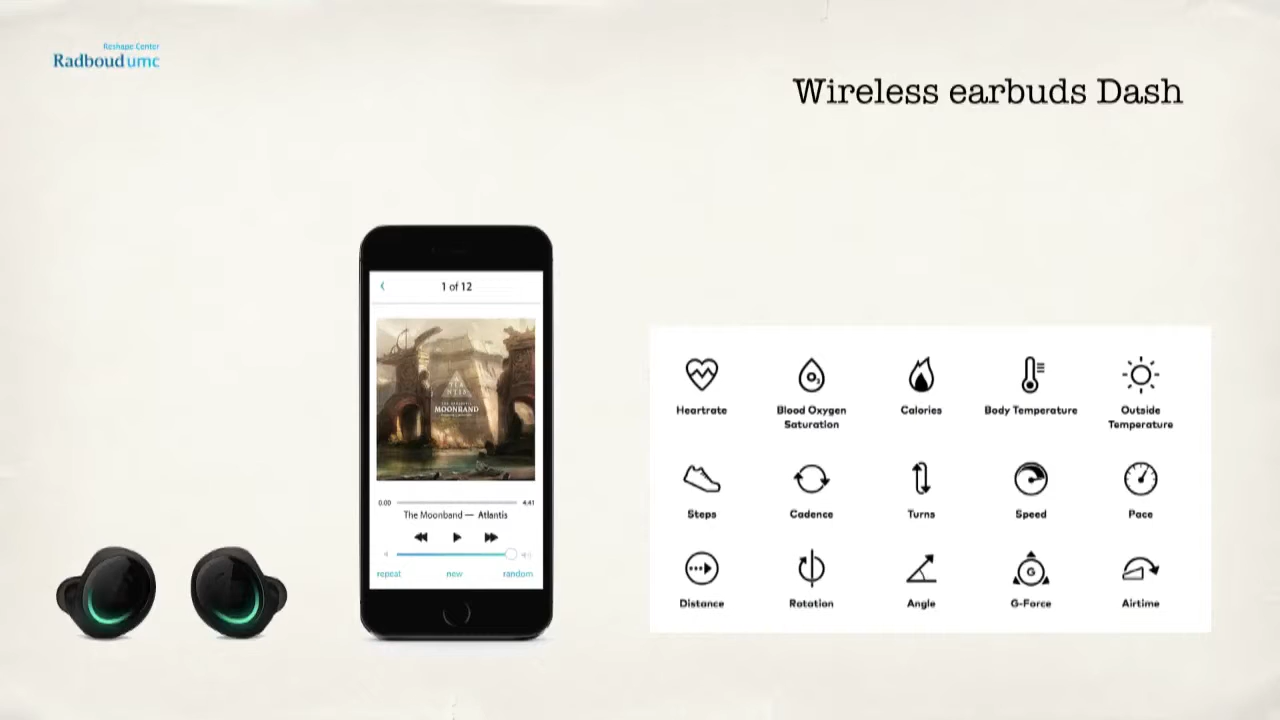 Reshape Center
Radboudumc
Wireless earbuds Dash
1 of 12
MOONBAND
0:00
4:41
The Moonband — Atlantis
repeat new random
Heartrate
Blood Oxygen
Saturation
Calories
Body Temperature
Outside
Temperature
Steps
Cadence
Turns
Speed
Pace
Distance
Rotation
Angle
G
G-Force
Airtime